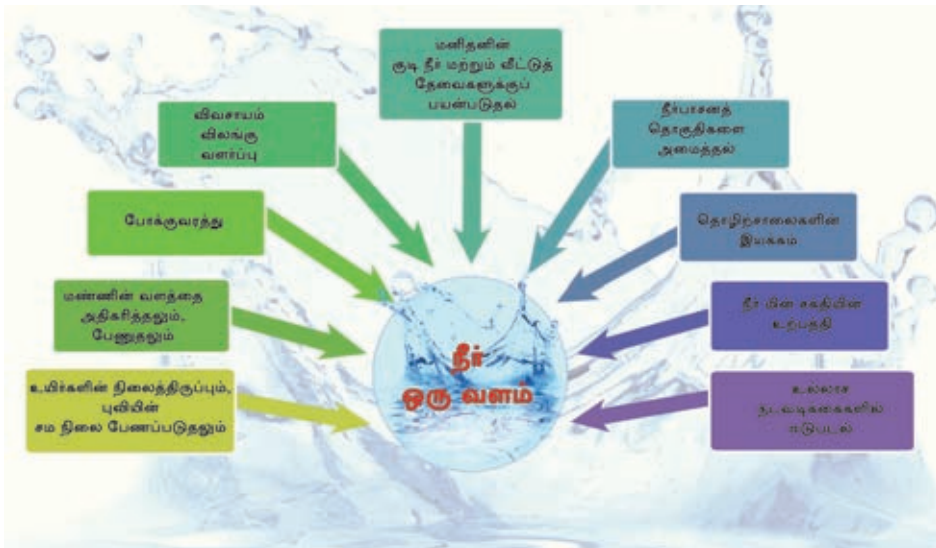 மனிதனின்
குடி நீர் மற்றும் வீட்டுத்
தேவைகளுக்குப்
பயன்படுதல்
விவசாயம்
விலங்கு
வளர்ப்பு
நீர்பாசனத்
தொகுதிகளை
அமைத்தல்
போக்குவரத்து
தொழிற்சாலைகளின்
இயக்கம்
மண்ணின் வளத்தை
அதிகரித்தலும்,
பேணுதலும்
நீர் மின் சக்தியின்
உற்பத்தி
உயிர்களின் நிலைத்திருப்பும்,
புவியின்
சம நிலை பேணப்படுதலும்
உல்லாச
நடவடிக்கைகளில்
ஈடுபடல்
நீர்
ஒரு வளம்